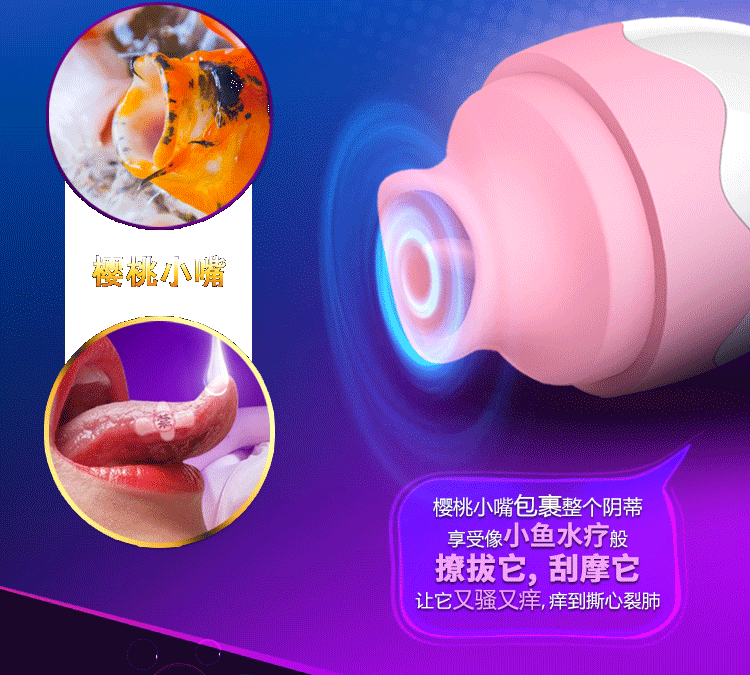 樱桃小嘴
樱桃小嘴包裹整个阴蒂
享受像小鱼水疗般
撩拔它，刮摩它
让它又骚又痒，痒到撕心裂肺